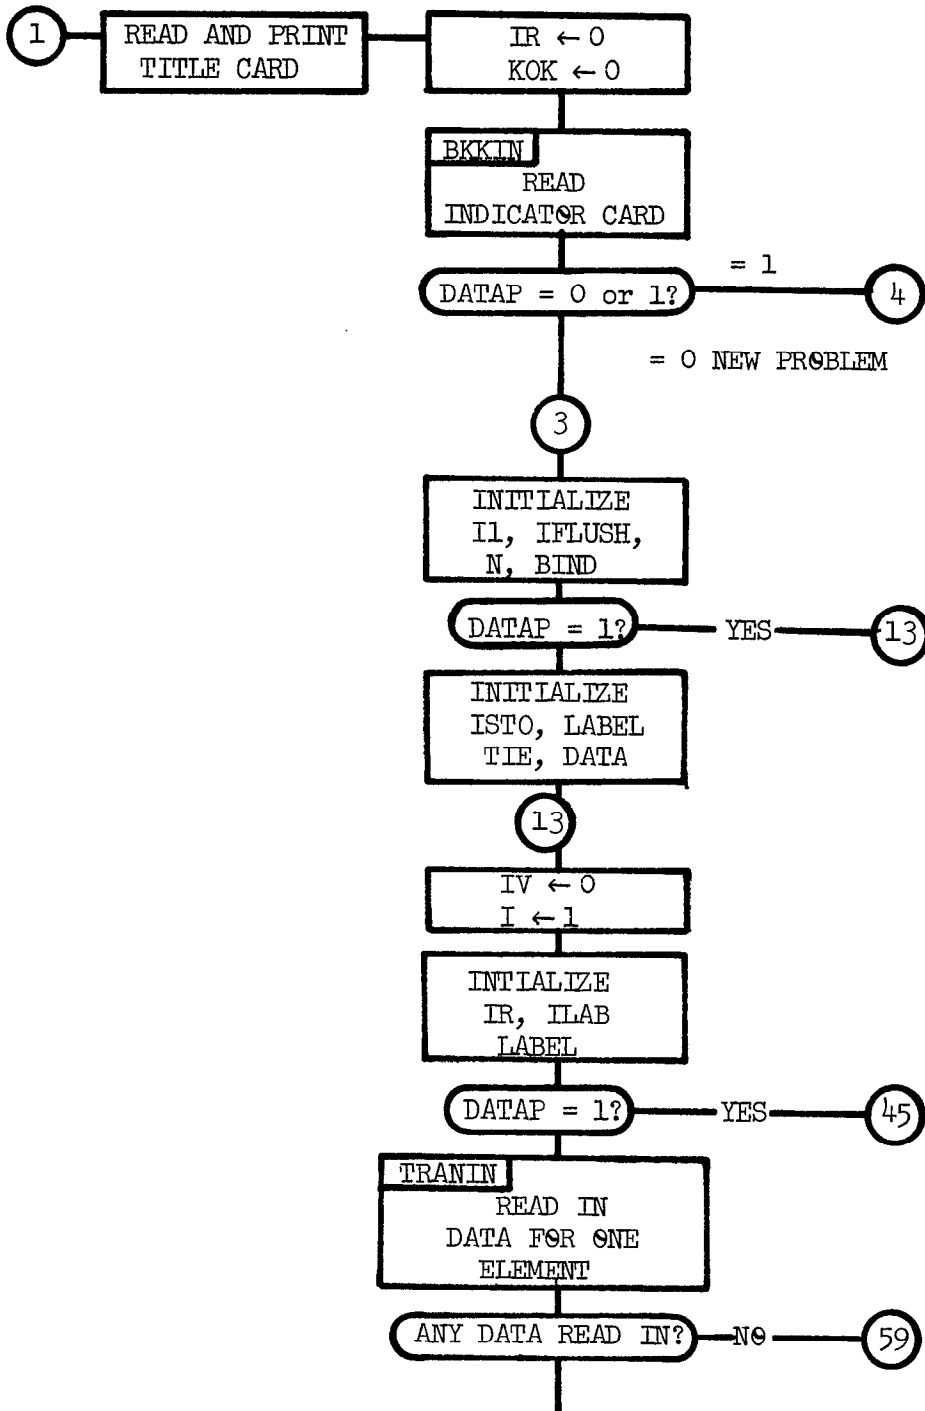 1
READ AND PRINT
TITLE CARD
IR ← 0
KOK ← 0
BKKIN
READ
INDICATOR CARD
DATAP = 0 or 1?
= 1
4
= 0 NEW PROBLEM
3
INITIALIZE
I1, IFLUSH,
N, BIND
DATAP = 1?
YES
13
INITIALIZE
ISTO, LABEL
TIE, DATA
13
IV ← 0
I ← 1
INTIALIZE
IR, ILAB
LABEL
DATAP = 1?
YES
45
TRANIN
READ IN
DATA FOR ONE
ELEMENT
ANY DATA READ IN?
NO
59